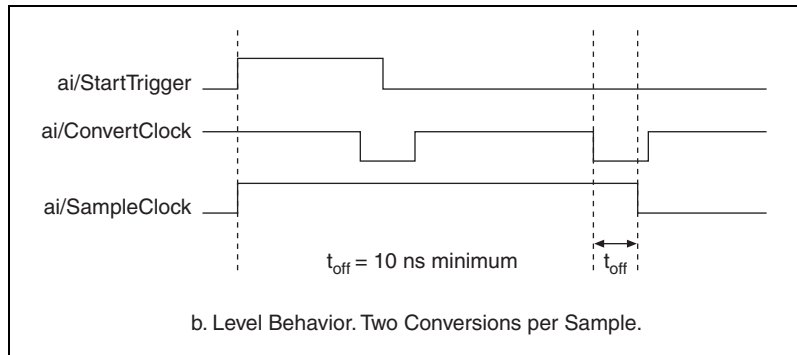 ai/StartTrigger
ai/ConvertClock
ai/SampleClock
t_off = 10 ns minimum
t_off
b. Level Behavior. Two Conversions per Sample.